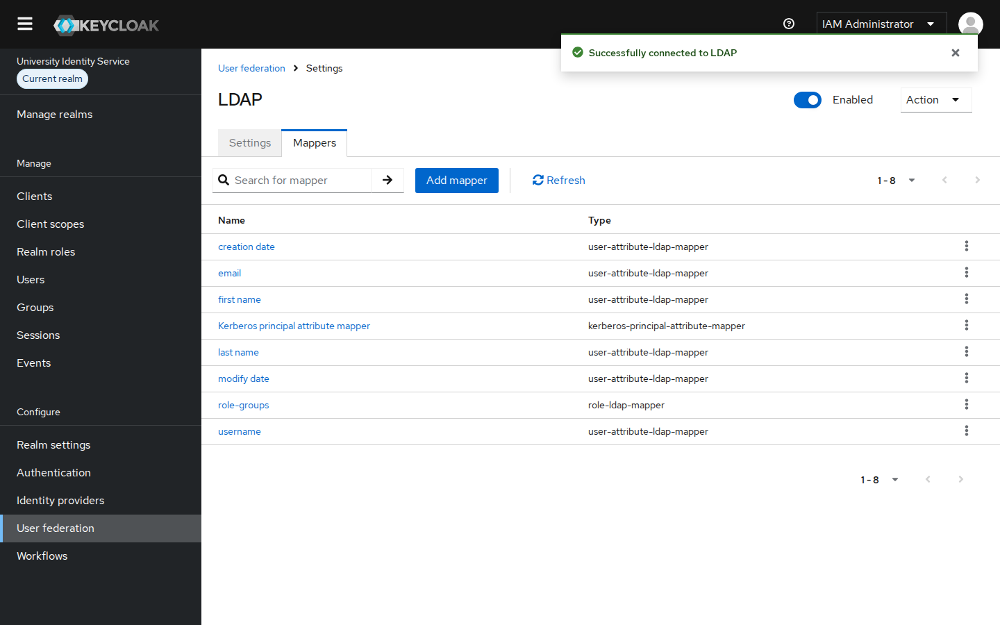 KEYCLOAK
IAM Administrator
Successfully connected to LDAP
University Identity Service
Current realm
Manage realms
Manage
Clients
Client scopes
Realm roles
Users
Groups
Sessions
Events
Configure
Realm settings
Authentication
Identity providers
User federation
Workflows
User federation Settings
LDAP
Enabled
Action
Settings Mappers
Search for mapper Add mapper Refresh 1 - 8
Name Type
creation date user-attribute-ldap-mapper
email user-attribute-ldap-mapper
first name user-attribute-ldap-mapper
Kerberos principal attribute mapper kerberos-principal-attribute-mapper
last name user-attribute-ldap-mapper
modify date user-attribute-ldap-mapper
role-groups role-ldap-mapper
username user-attribute-ldap-mapper
1 - 8